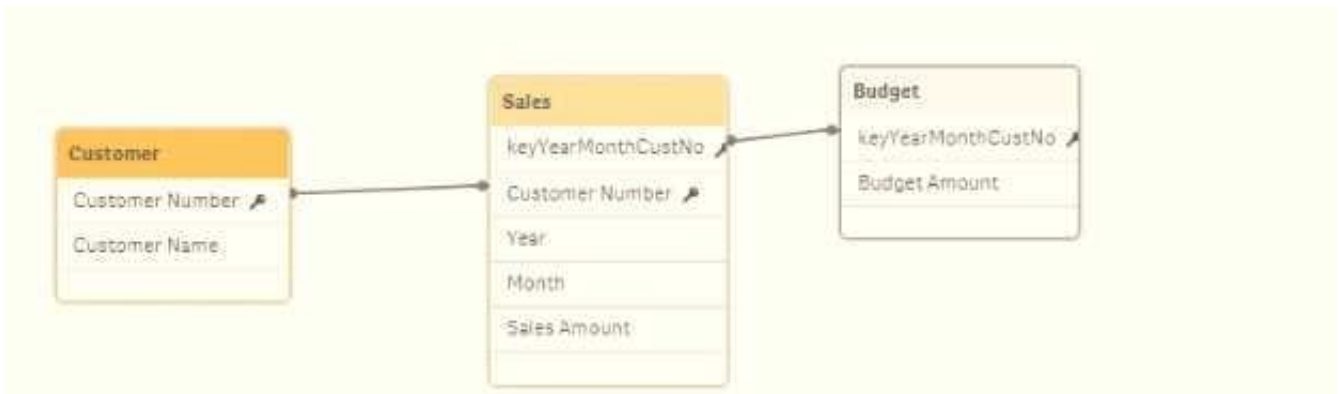 Customer
Customer Number
Customer Name
Sales
keyYearMonthCustNo
Customer Number
Year
Month
Sales Amount
Budget
keyYearMonthCustNo
Budget Amount